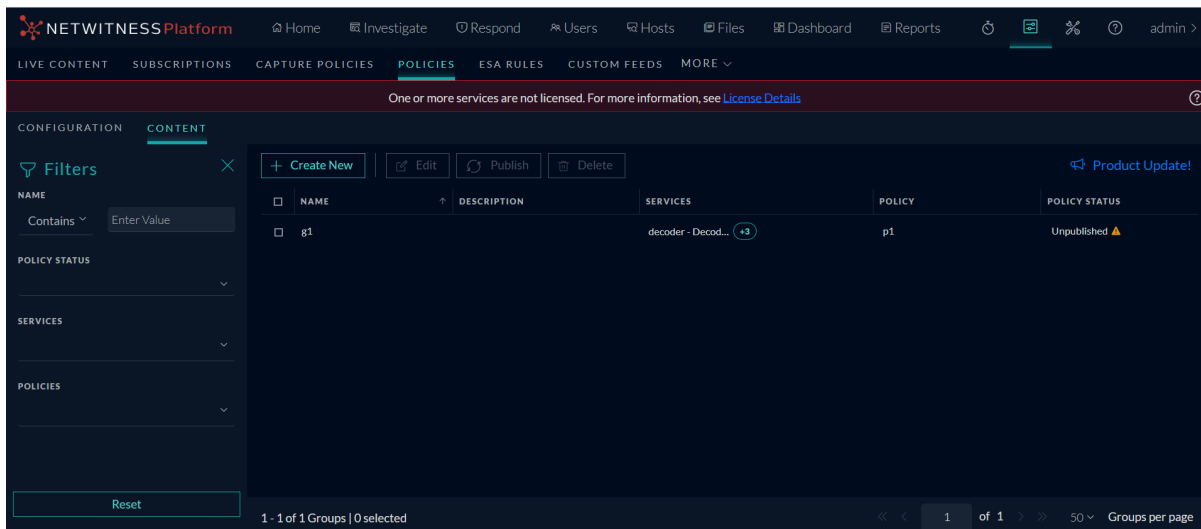 NETWITNESS Platform Home Investigate Respond Users Hosts Files Dashboard Reports admin >
LIVE CONTENT SUBSCRIPTIONS CAPTURE POLICIES POLICIES ESA RULES CUSTOM FEEDS MORE
One or more services are not licensed. For more information, see License Details
CONFIGURATION CONTENT
Filters
NAME
Contains Enter Value
POLICY STATUS
SERVICES
POLICIES
Reset
+ Create New Edit Publish Delete Product Update!
NAME DESCRIPTION SERVICES POLICY POLICY STATUS
g1 decoder - Decod... +3 p1 Unpublished
1 - 1 of 1 Groups | 0 selected << < 1 of 1 > >> 50 Groups per page